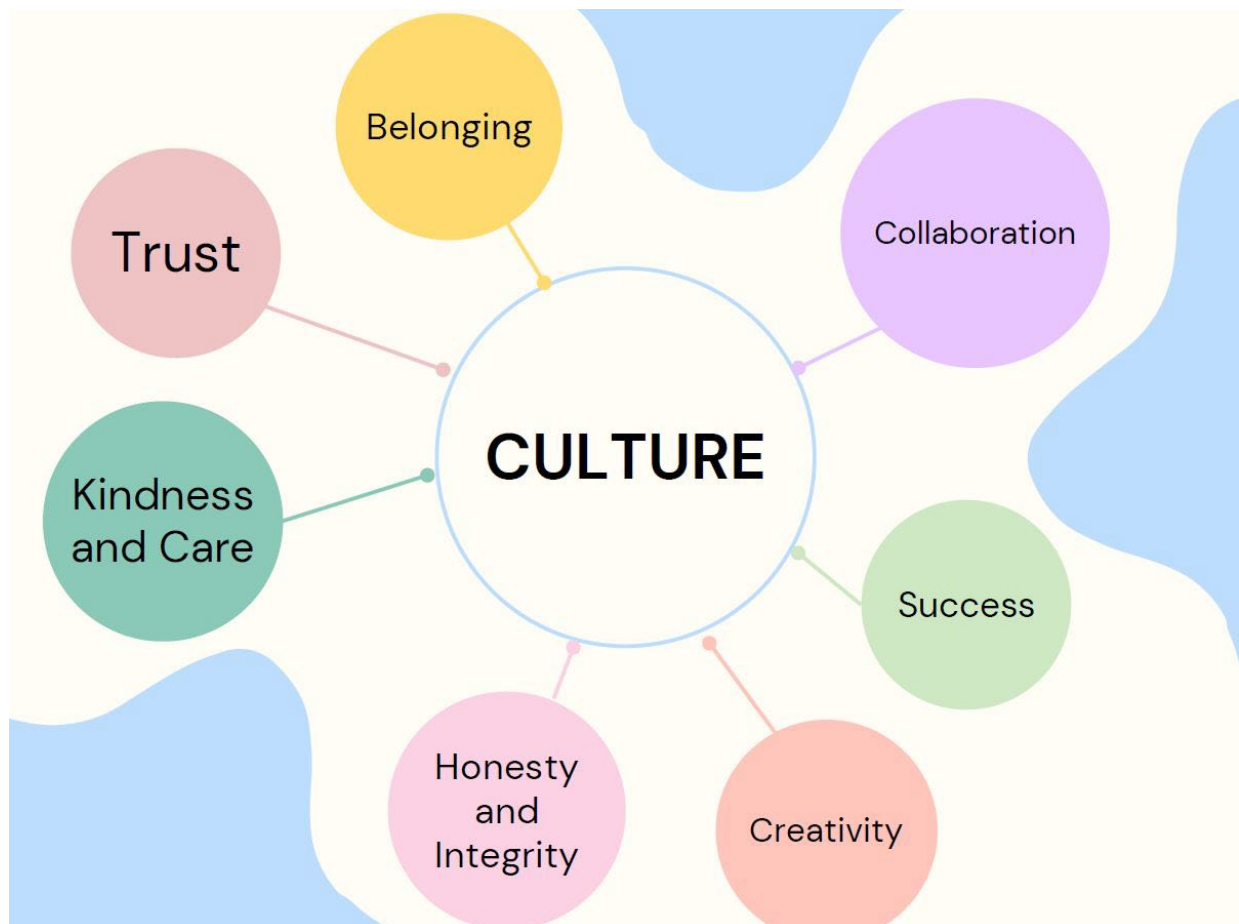 Belonging
Collaboration
Trust
CULTURE
Kindness
and Care
Success
Honesty
and
Integrity
Creativity